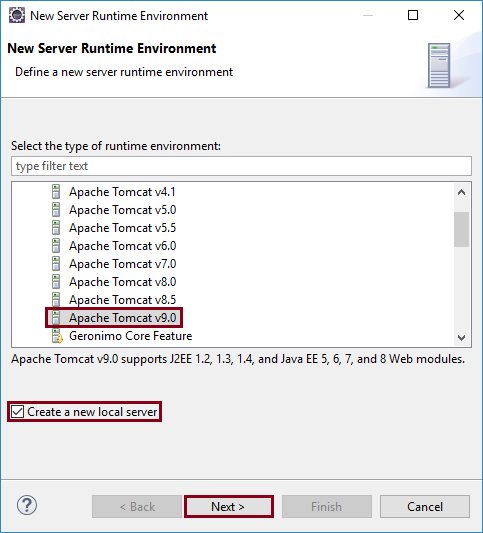 New Server Runtime Environment
New Server Runtime Environment
Define a new server runtime environment
Select the type of runtime environment:
type filter text
Apache Tomcat v4.1
Apache Tomcat v5.0
Apache Tomcat v5.5
Apache Tomcat v6.0
Apache Tomcat v7.0
Apache Tomcat v8.0
Apache Tomcat v8.5
Apache Tomcat v9.0
Geronimo Core Feature
Apache Tomcat v9.0 supports J2EE 1.2, 1.3, 1.4, and Java EE 5, 6, 7, and 8 Web modules.
Create a new local server
? < Back Next > Finish Cancel